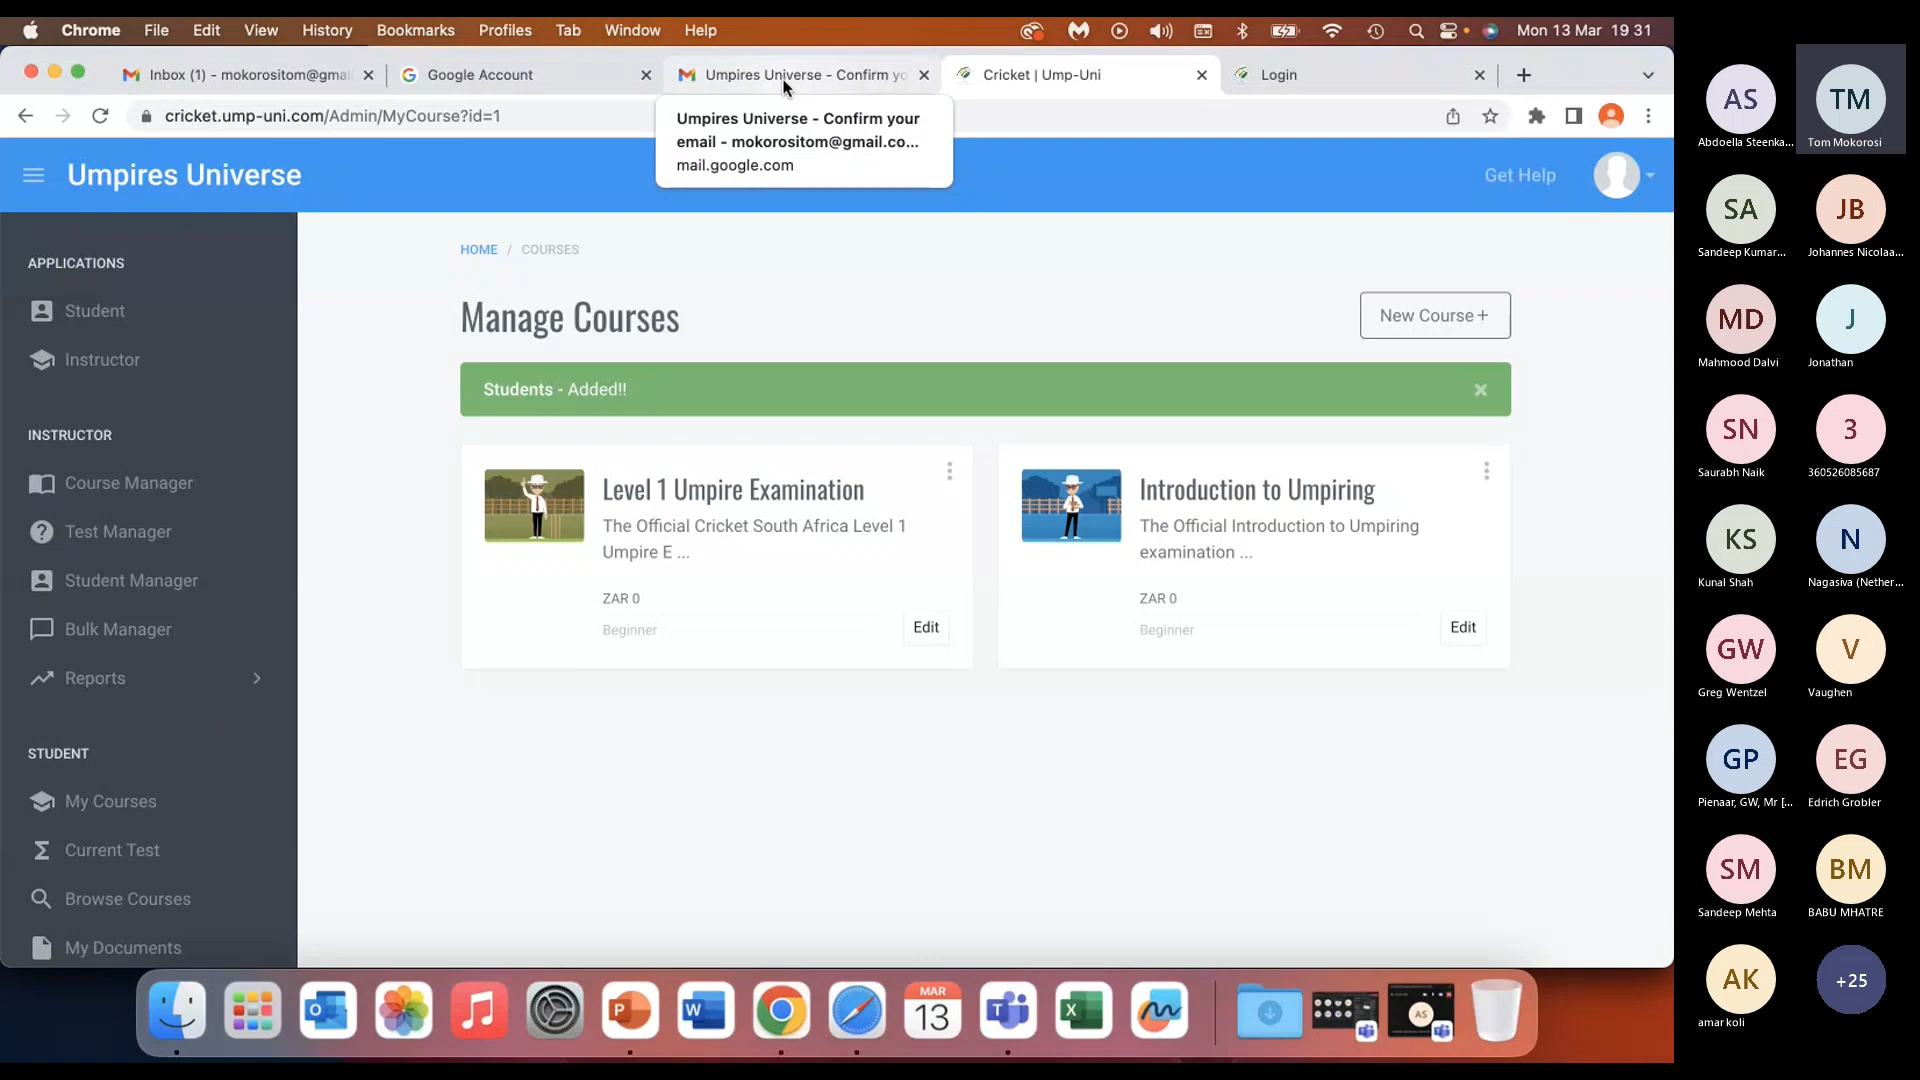 Chrome File Edit View History Bookmarks Profiles Tab Window Help
Mon 13 Mar 19 31
Inbox (1) - mokorositom@gmai
Google Account
Umpires Universe - Confirm yo
Cricket | Ump-Uni
Login
cricket.ump-uni.com/Admin/MyCourse?id=1
Umpires Universe - Confirm your
email - mokorositom@gmail.co...
mail.google.com
Umpires Universe
Get Help
APPLICATIONS
Student
Instructor
INSTRUCTOR
Course Manager
Test Manager
Student Manager
Bulk Manager
Reports
STUDENT
My Courses
Current Test
Browse Courses
My Documents
HOME / COURSES
Manage Courses
New Course+
Students - Added!!
Level 1 Umpire Examination
The Official Cricket South Africa Level 1
Umpire E ...
ZAR 0
Beginner
Edit
Introduction to Umpiring
The Official Introduction to Umpiring
examination ...
ZAR 0
Beginner
Edit
MAR
13
AS
AS
Abdoella Steenka...
TM
Tom Mokorosi
SA
Sandeep Kumar...
JB
Johannes Nicolaa...
MD
Mahmood Dalvi
J
Jonathan
SN
Saurabh Naik
3
360526085687
KS
Kunal Shah
N
Nagasiva (Nether...
GW
Greg Wentzel
V
Vaughen
GP
Pienaar, GW, Mr [...
EG
Edrich Grobler
SM
Sandeep Mehta
BM
BABU MHATRE
AK
amar koli
+25